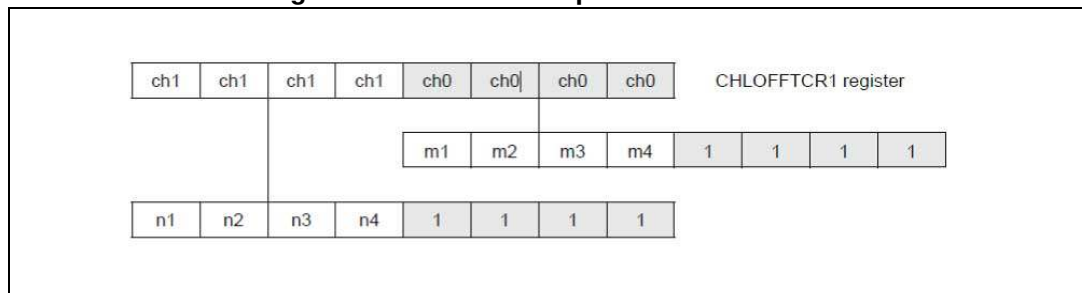 ch1 ch1 ch1 ch1 ch0 ch0 ch0 ch0 CHLOFFTCR1 register
m1 m2 m3 m4 1 1 1 1
n1 n2 n3 n4 1 1 1 1